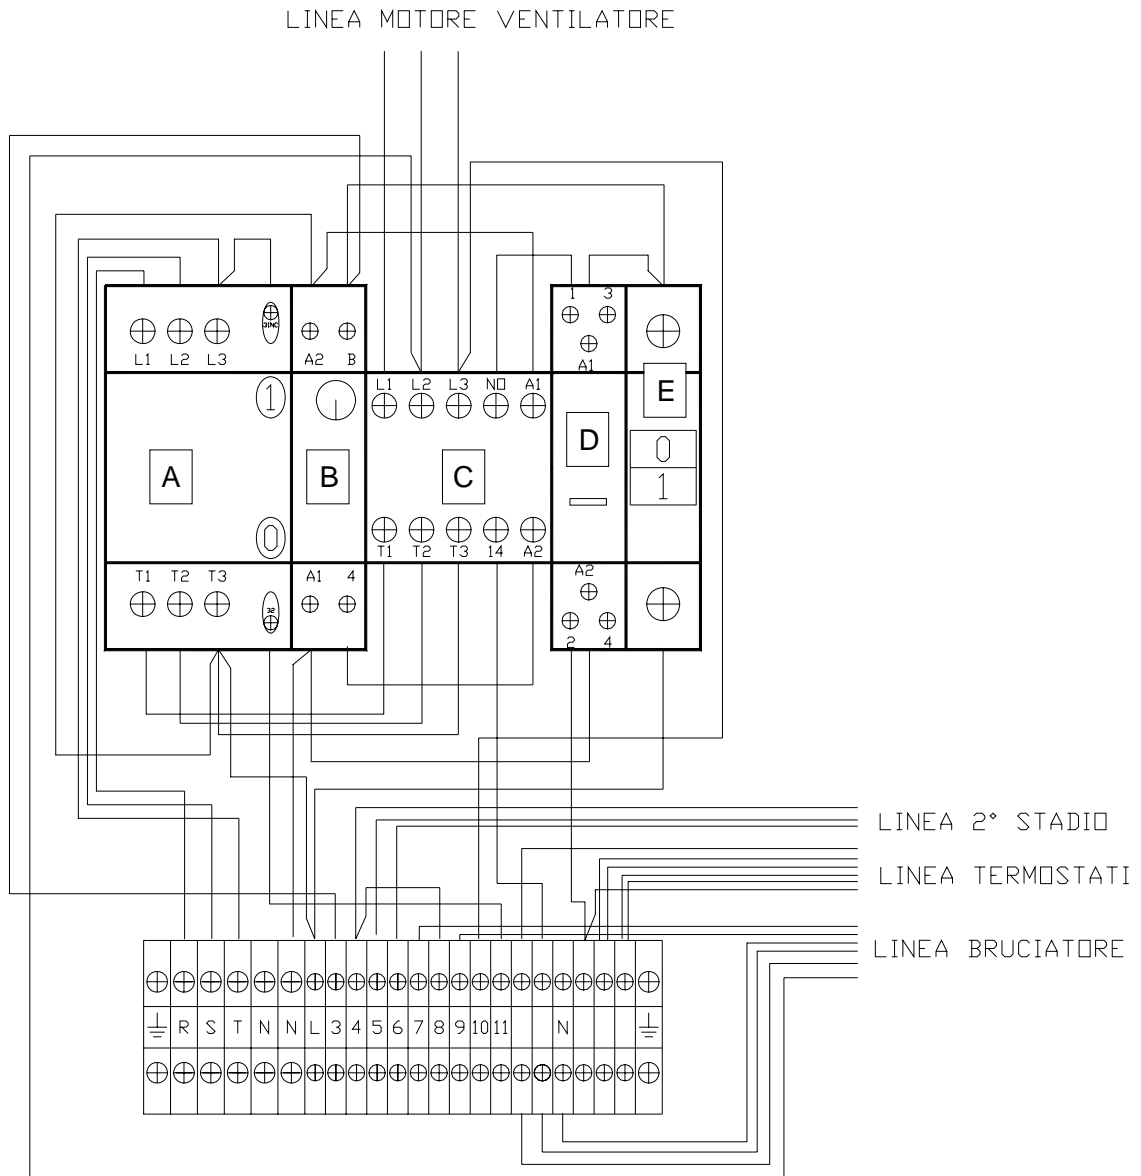 LINEA MOTORE VENTILATORE
1 3
31NC
L1 L2 L3 A2 B A1
L1 L2 L3 NO A1 E
1
D 0
A B C 1
0
T1 T2 T3 14 A2
T1 T2 T3 A1 4 A2
32
2 4
LINEA 2° STADIO
LINEA TERMOSTATI
LINEA BRUCIATORE
R S T N N L 3 4 5 6 7 8 9 10 11 N